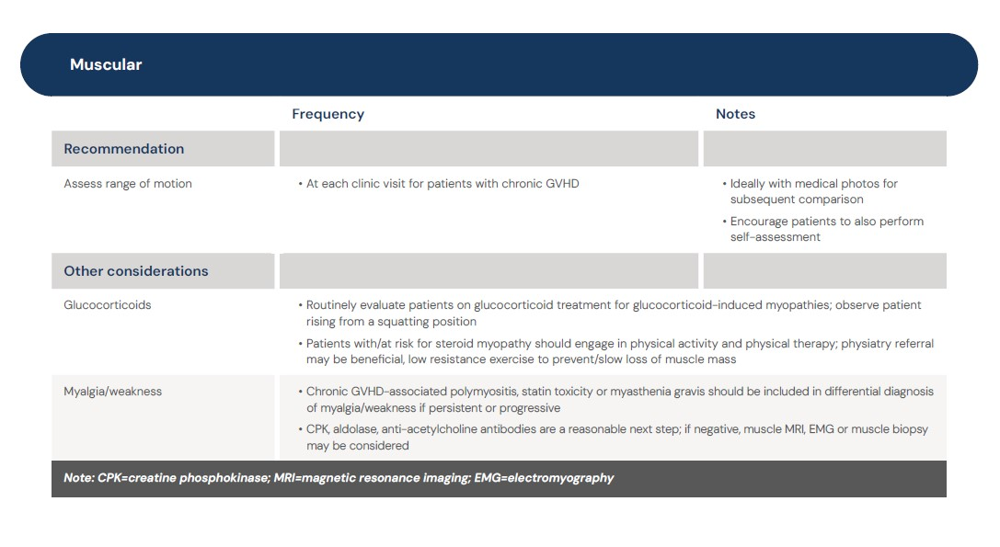 Muscular
Frequency
Notes
Recommendation
Assess range of motion
• At each clinic visit for patients with chronic GVHD
• Ideally with medical photos for
subsequent comparison
• Encourage patients to also perform
self-assessment
Other considerations
Glucocorticoids
• Routinely evaluate patients on glucocorticoid treatment for glucocorticoid-induced myopathies; observe patient
rising from a squatting position
• Patients with/at risk for steroid myopathy should engage in physical activity and physical therapy; physiatry referral
may be beneficial, low resistance exercise to prevent/slow loss of muscle mass
Myalgia/weakness
• Chronic GVHD-associated polymyositis, statin toxicity or myasthenia gravis should be included in differential diagnosis
of myalgia/weakness if persistent or progressive
• CPK, aldolase, anti-acetylcholine antibodies are a reasonable next step; if negative, muscle MRI, EMG or muscle biopsy
may be considered
Note: CPK=creatine phosphokinase; MRI=magnetic resonance imaging; EMG=electromyography